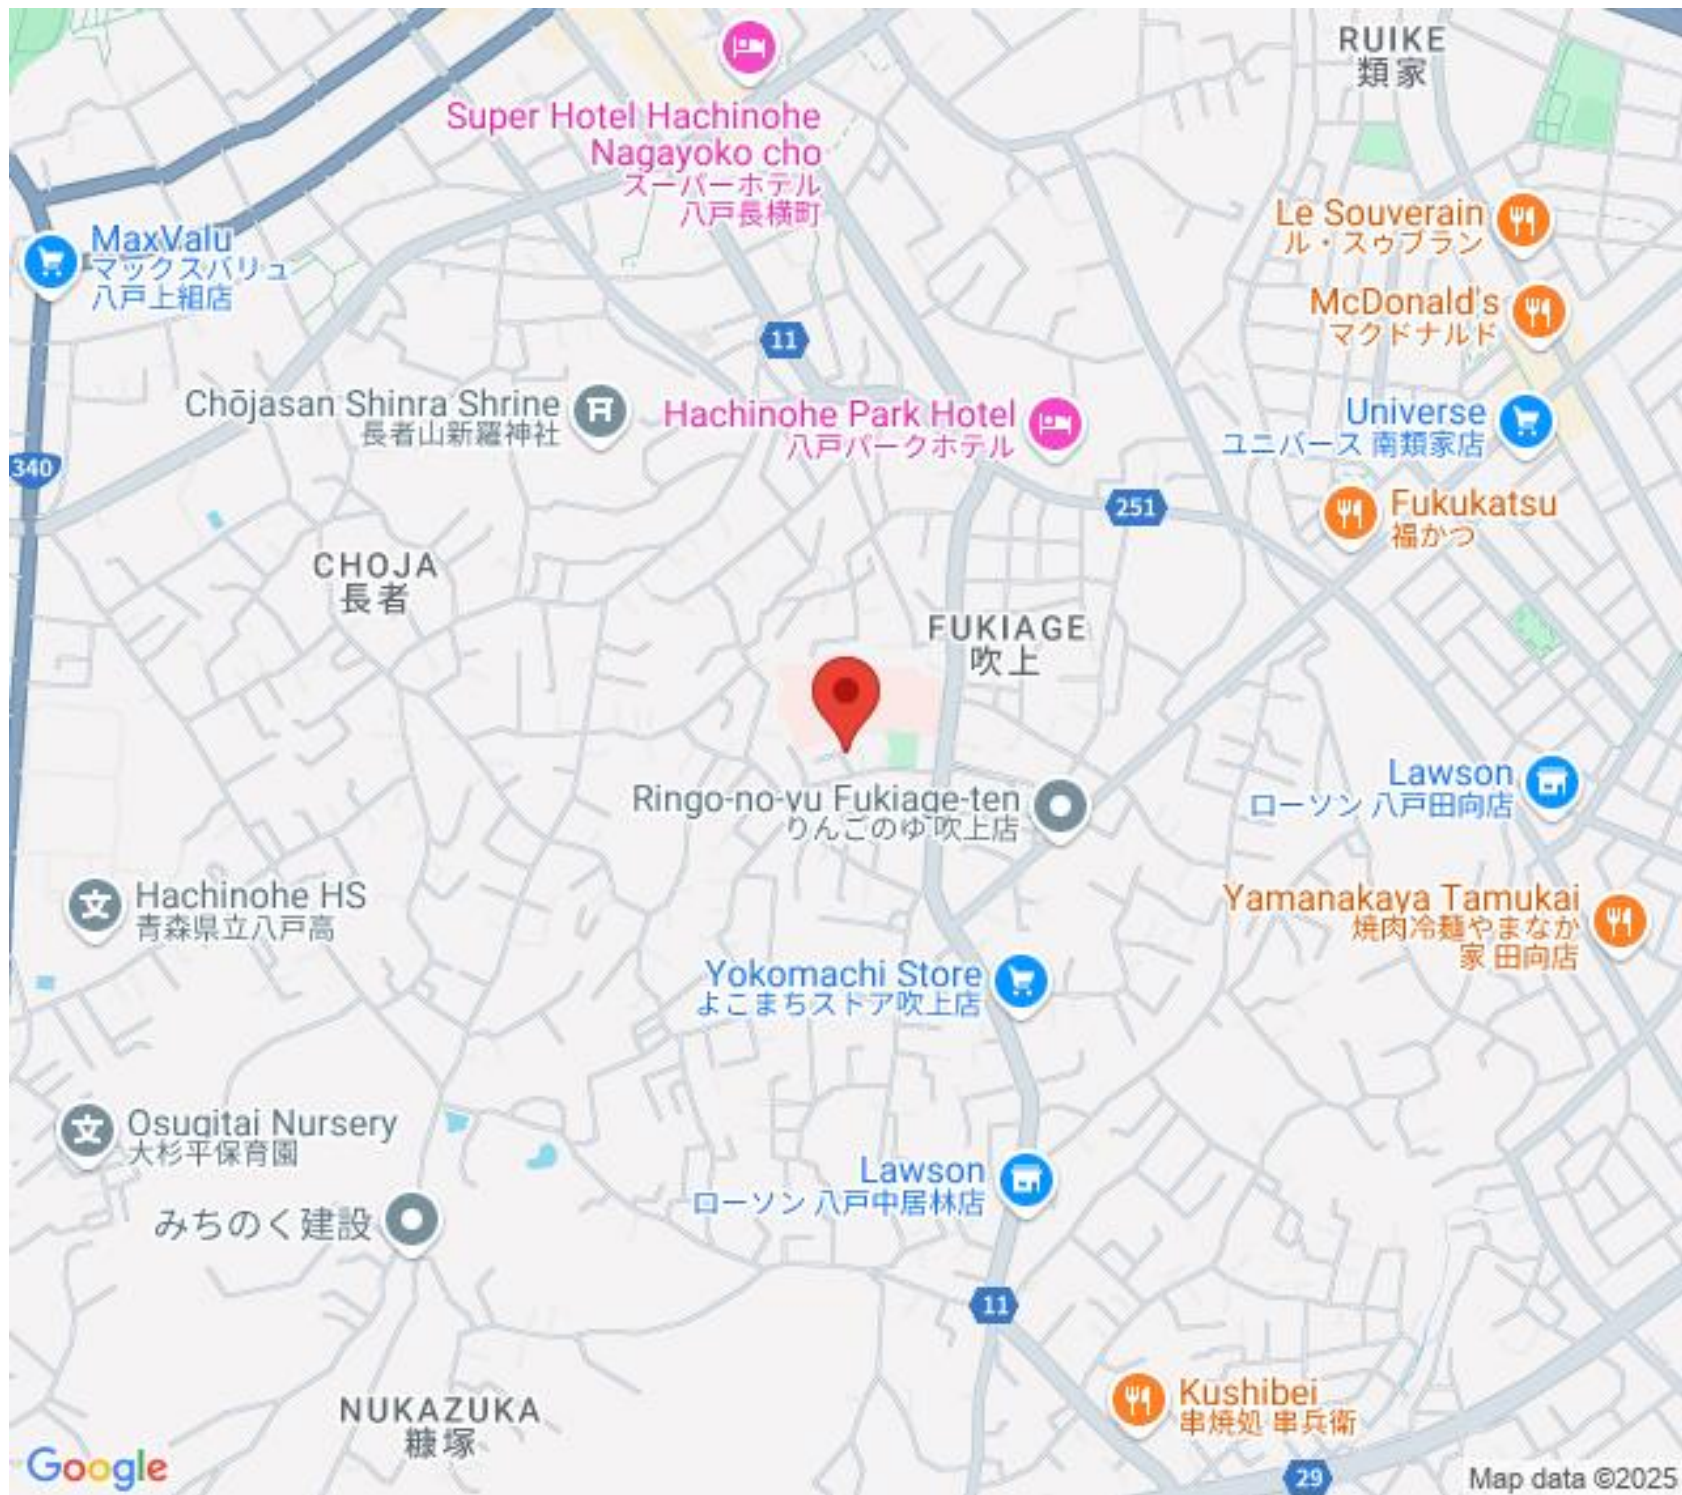 RUIKE
類家
Super Hotel Hachinohe
Nagayoko cho
スーパーホテル
八戸長横町
MaxValu
マックスバリュ
八戸上組店
Le Souverain
ル・スゥブラン
McDonald's
マクドナルド
11
Chōjasan Shinra Shrine
長者山新羅神社
Hachinohe Park Hotel
八戸パークホテル
Universe
ユニバース 南類家店
340
251
Fukukatsu
福かつ
CHOJA
長者
FUKIAGE
吹上
Ringo-no-yu Fukiage-ten
りんごのゆ 吹上店
Lawson
ローソン 八戸田向店
Hachinohe HS
青森県立八戸高
Yamanakaya Tamukai
焼肉冷麺やまなか
家 田向店
Yokomachi Store
よこまちストア吹上店
Osugitai Nursery
大杉平保育園
Lawson
ローソン 八戸中居林店
みちのく建設
11
Kushibei
串焼処 串兵衛
NUKAZUKA
糠塚
Google
29
Map data ©2025